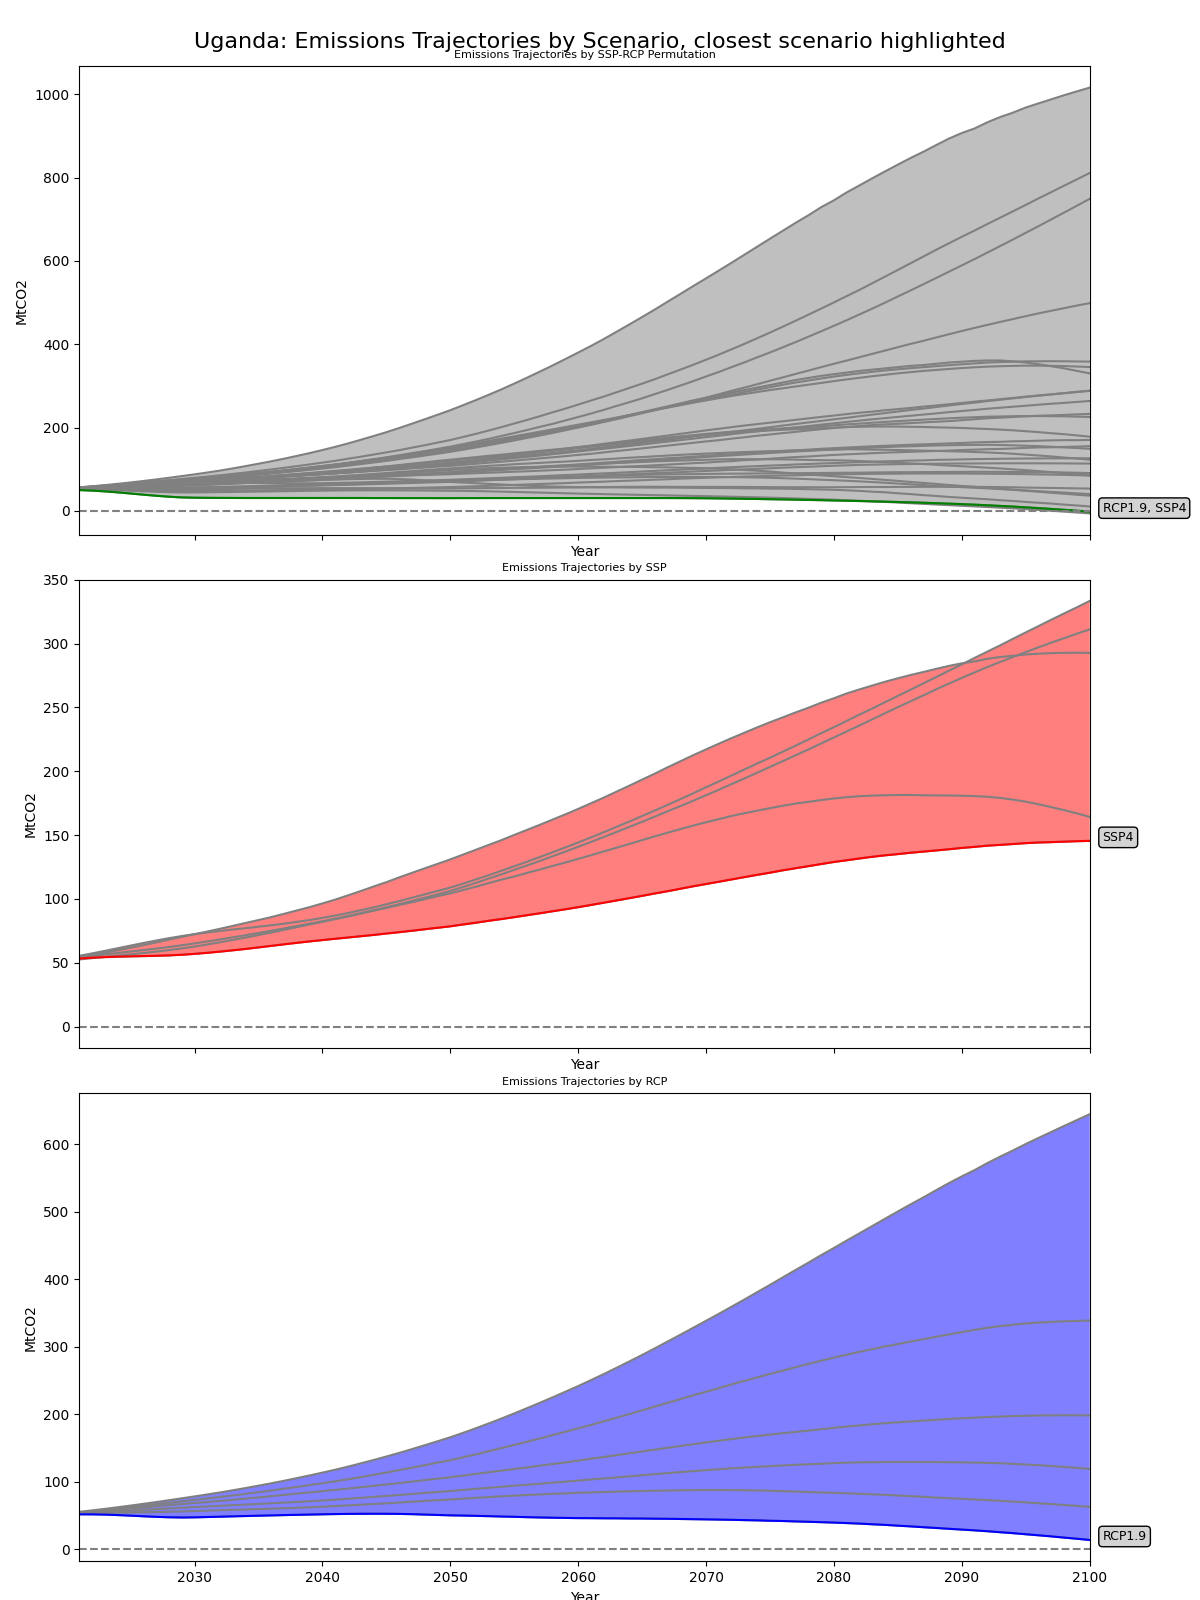 Uganda: Emissions Trajectories by Scenario, closest scenario highlighted
Emissions Trajectories by SSP-RCP Permutation
1000
800
600
400
200
0
MtCO2
RCP1.9, SSP4
Year
Emissions Trajectories by SSP
350
300
250
200
150
100
50
0
MtCO2
SSP4
Year
Emissions Trajectories by RCP
600
500
400
300
200
100
0
MtCO2
RCP1.9
2030 2040 2050 2060 2070 2080 2090 2100
Year